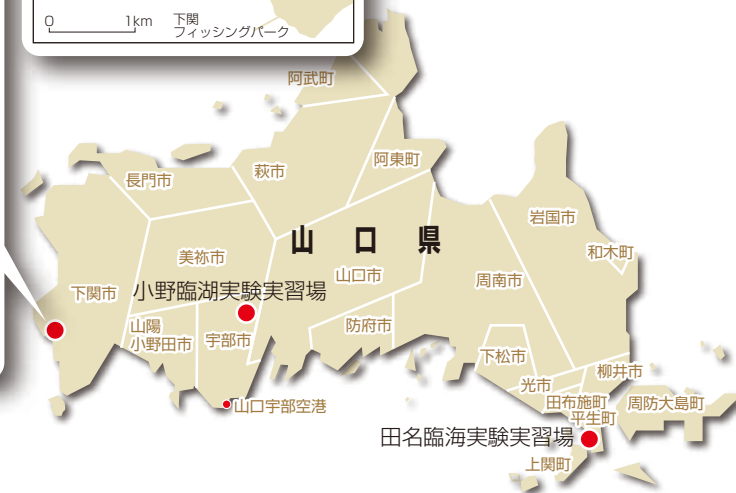 0 1km
下関
フィッシングパーク
阿武町
阿東町
萩市
長門市
岩国市
山口県
和木町
美祢市
山口市
周南市
下関市
小野臨湖実験実習場
山陽
小野田市
宇部市
防府市
下松市
柳井市
光市
田布施町
周防大島町
山口宇部空港
平生町
田名臨海実験実習場
上関町